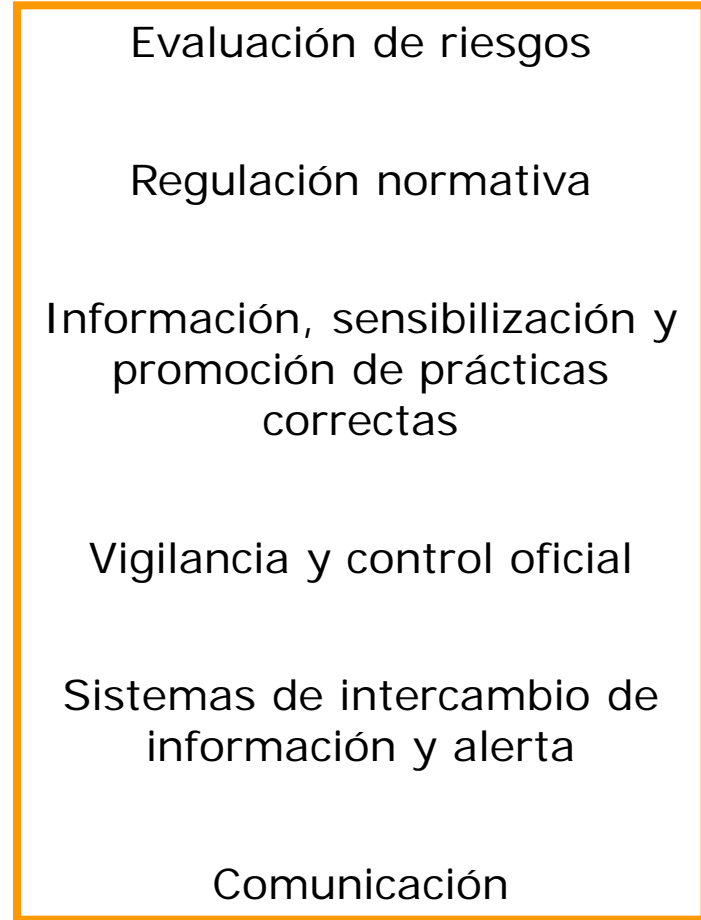 Evaluación de riesgos
Regulación normativa
Información, sensibilización y
promoción de prácticas
correctas
Vigilancia y control oficial
Sistemas de intercambio de
información y alerta
Comunicación